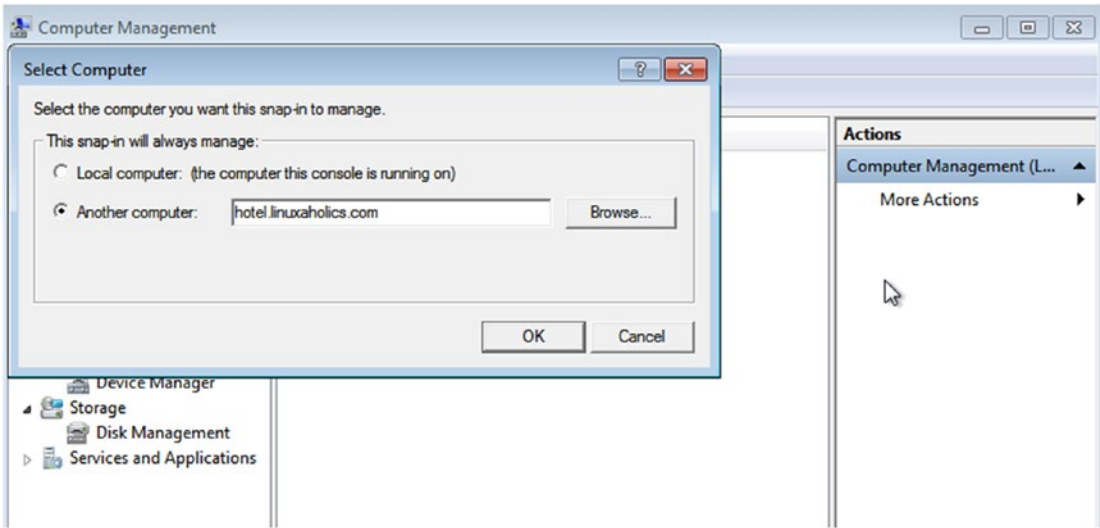 Computer Management
Select Computer
Select the computer you want this snap-in to manage.
This snap-in will always manage:
Local computer: (the computer this console is running on)
Another computer: hotel.linuxaholics.com Browse...
OK Cancel
Device Manager
Storage
Disk Management
Services and Applications
Actions
Computer Management (L...
More Actions